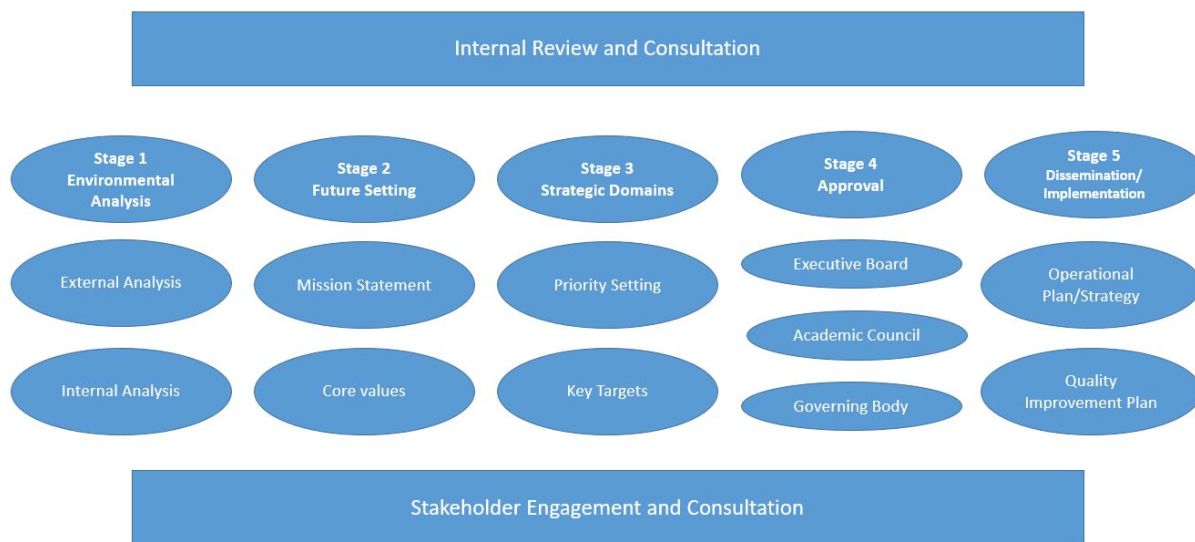 Internal Review and Consultation
Stage 1
Environmental
Analysis
Stage 2
Future Setting
Stage 3
Strategic Domains
Stage 4
Approval
Stage 5
Dissemination/
Implementation
External Analysis
Mission Statement
Priority Setting
Executive Board
Operational
Plan/Strategy
Academic Council
Internal Analysis
Core values
Key Targets
Governing Body
Quality
Improvement Plan
Stakeholder Engagement and Consultation